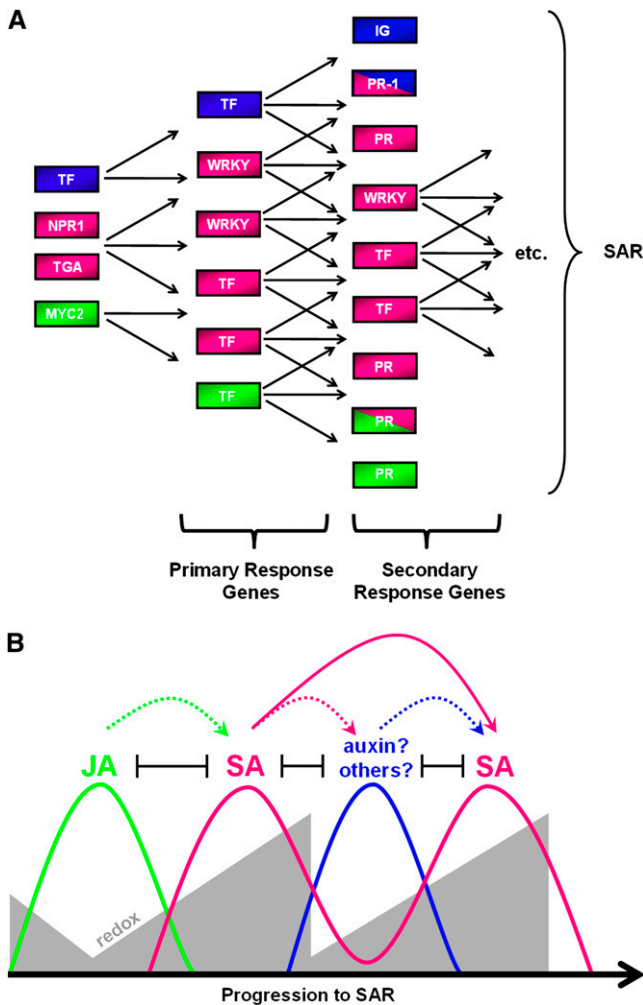 A
IG
PR-1
TF
PR
WRKY
WRKY
TF
NPR1
WRKY
TF
etc.
SAR
TGA
TF
TF
MYC2
TF
PR
TF
PR
PR
Primary Response
Genes
Secondary
Response Genes
B
JA
SA
auxin?
others?
SA
redox
Progression to SAR